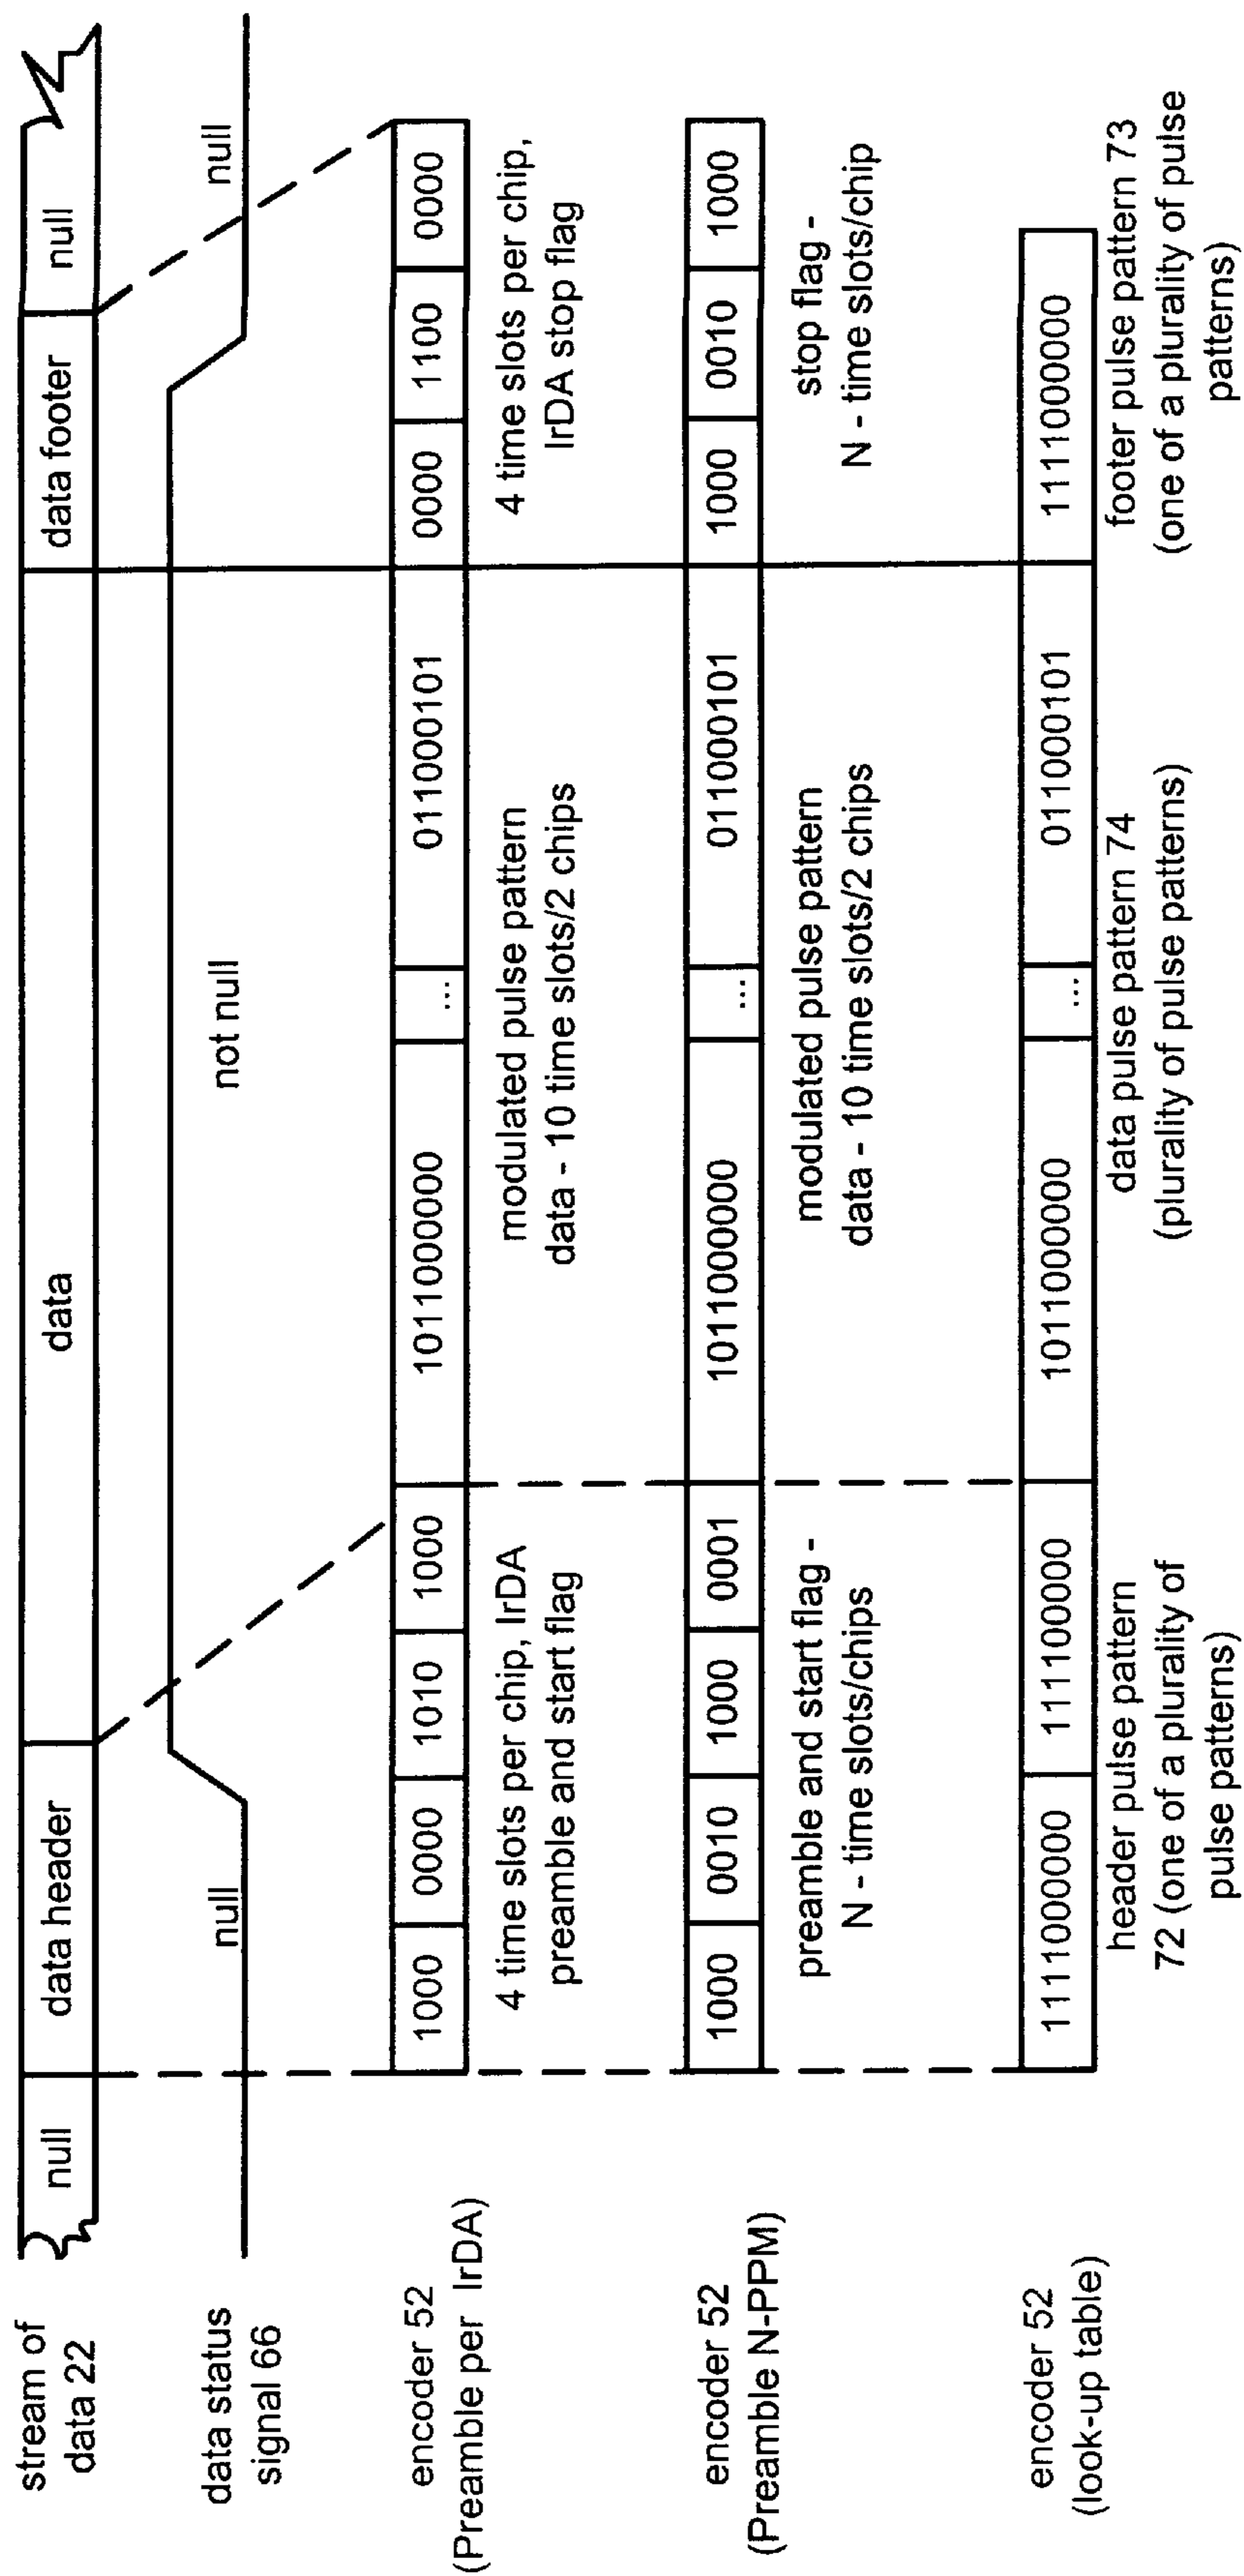 stream of
data 22
null
data header
data
data footer
null
data status
signal 66
null
not null
null
encoder 52
(Preamble per IrDA)
1000
0000
1010
1000
1011000000
...
011000101
0000
1100
0000
4 time slots per chip, IrDA
preamble and start flag
modulated pulse pattern
data - 10 time slots/2 chips
4 time slots per chip,
IrDA stop flag
encoder 52
(Preamble N-PPM)
1000
0010
1000
0001
1011000000
...
011000101
1000
0010
1000
preamble and start flag -
N - time slots/chips
modulated pulse pattern
data - 10 time slots/2 chips
stop flag -
N - time slots/chip
encoder 52
(look-up table)
1111000000
111100000
1011000000
...
011000101
1111000000
header pulse pattern
72 (one of a plurality of
pulse patterns)
data pulse pattern 74
(plurality of pulse patterns)
footer pulse pattern 73
(one of a plurality of pulse
patterns)